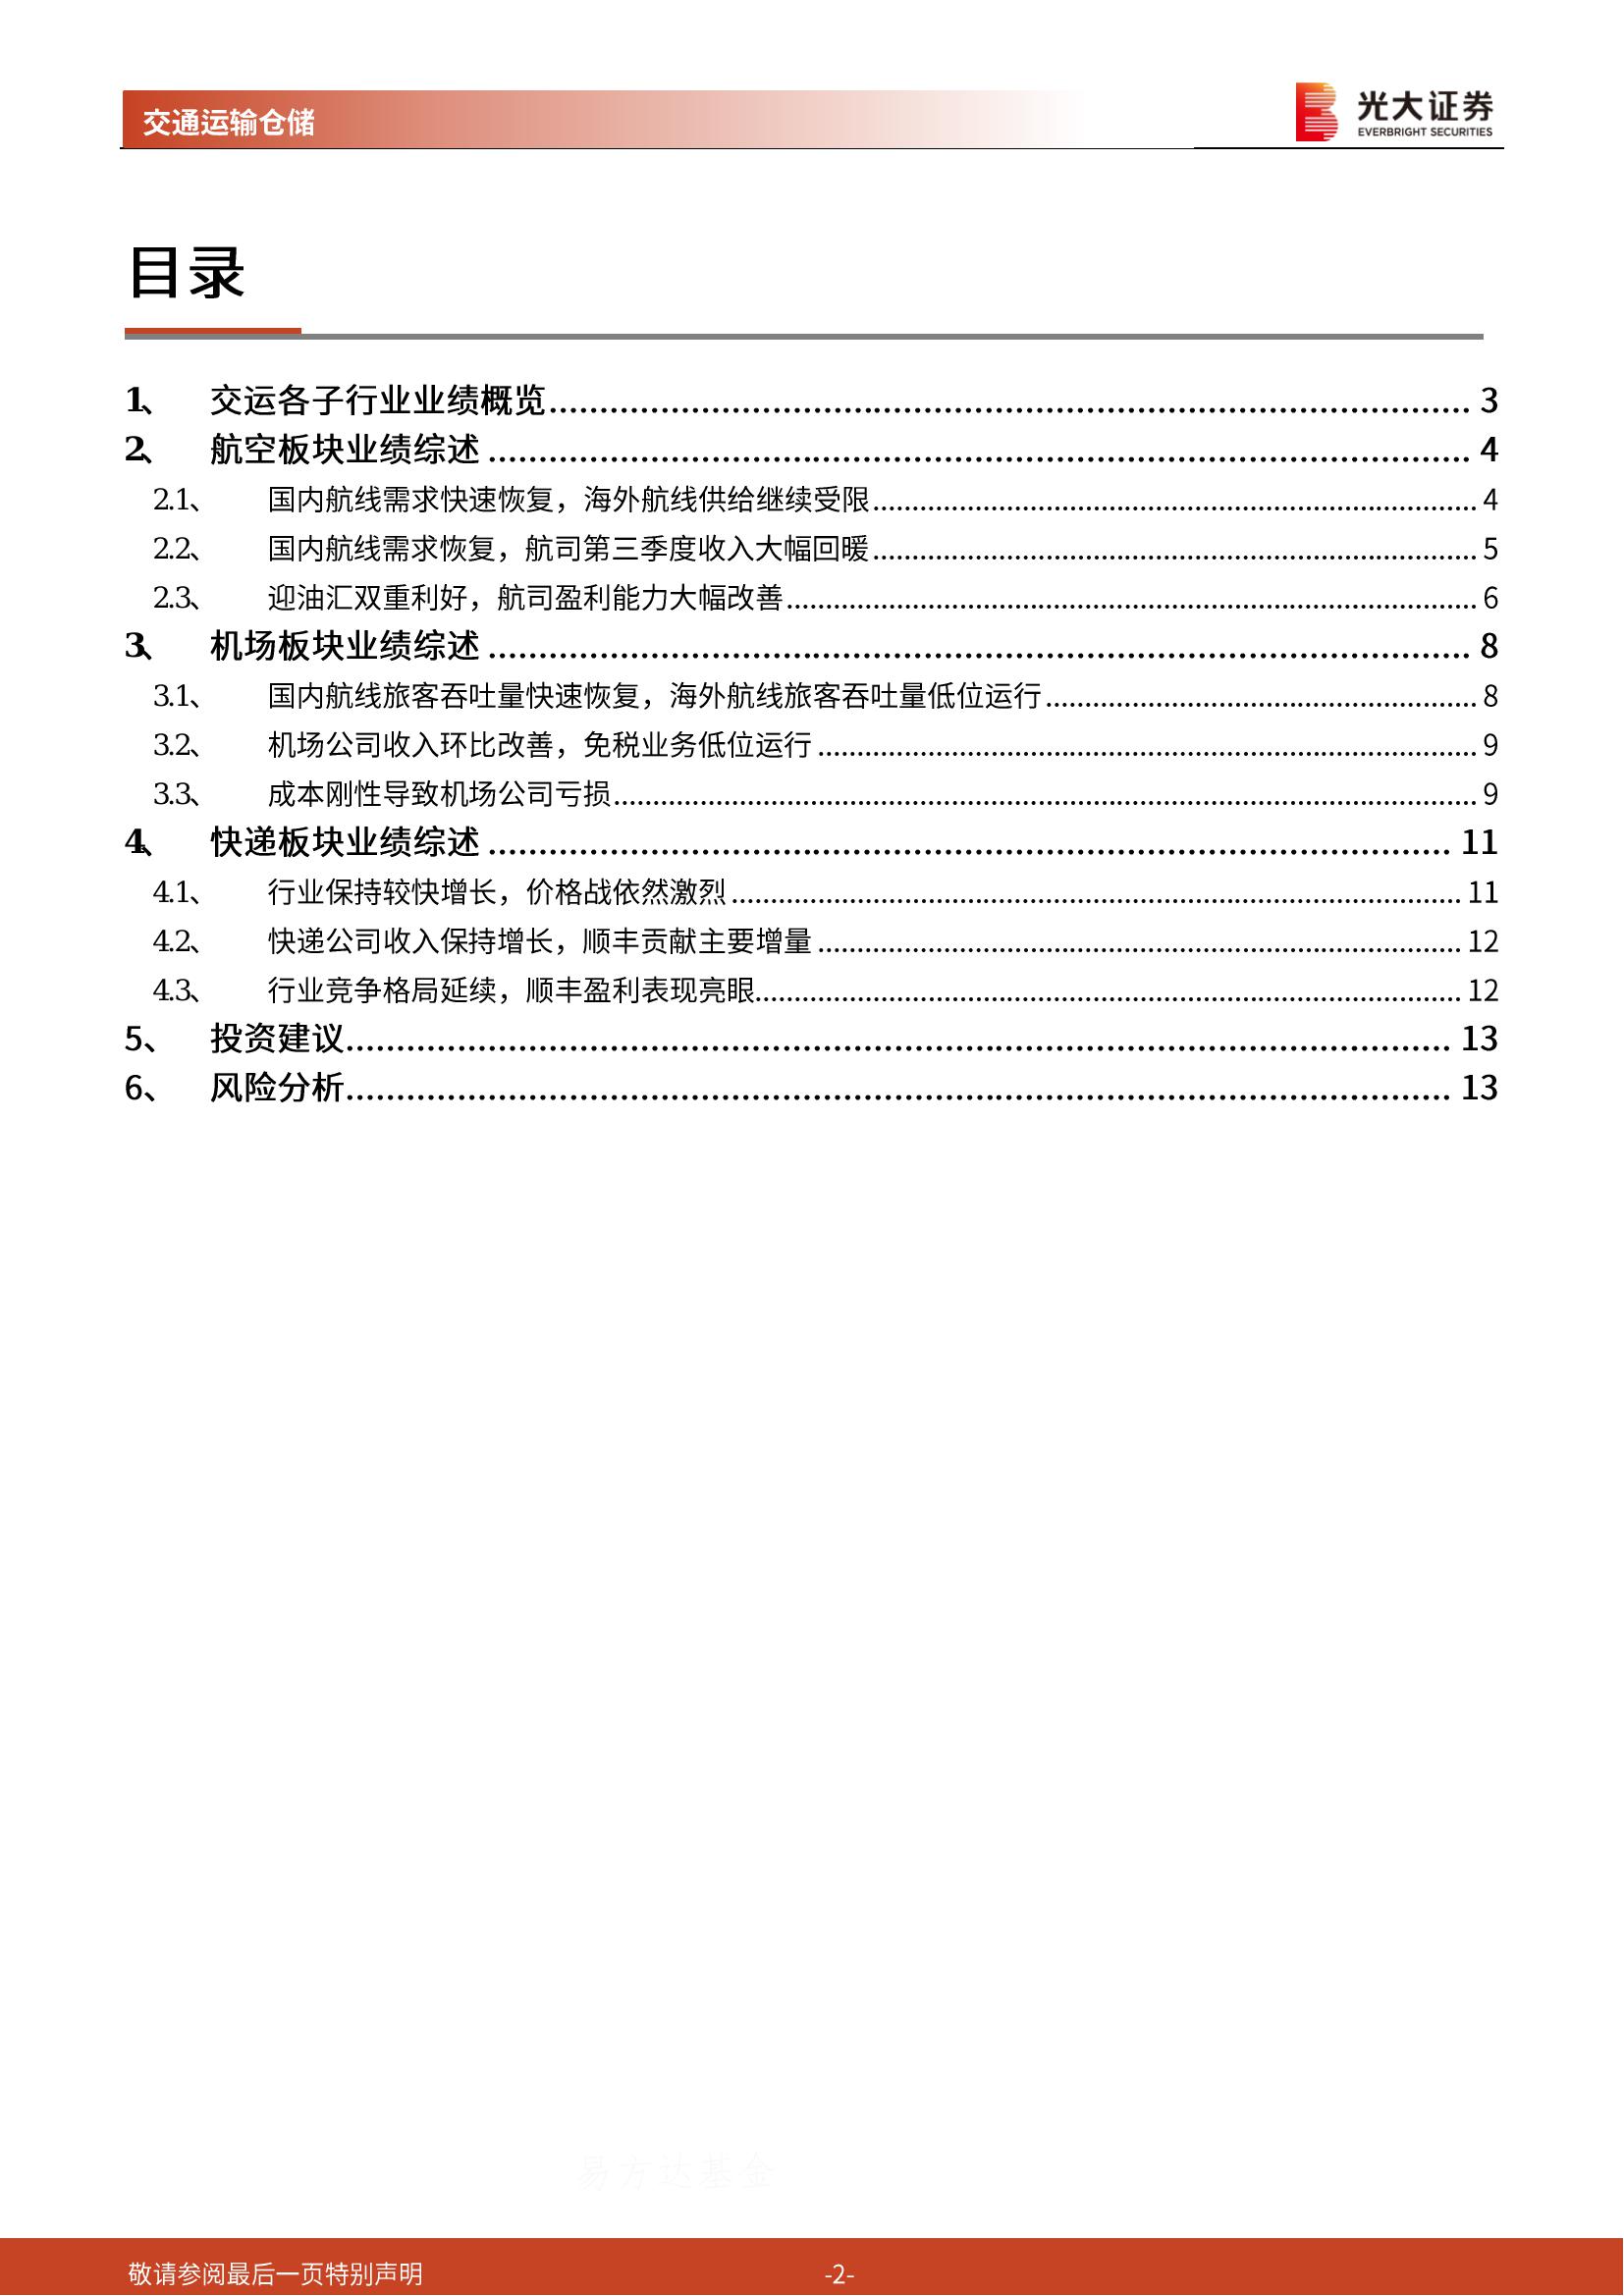 交通运输仓储
光大证券
EVERBRIGHT SECURITIES
目录
1、 交运各子行业业绩概览 3
2、 航空板块业绩综述 4
2.1、 国内航线需求快速恢复，海外航线供给继续受限 4
2.2、 国内航线需求恢复，航司第三季度收入大幅回暖 5
2.3、 迎油汇双重利好，航司盈利能力大幅改善 6
3、 机场板块业绩综述 8
3.1、 国内航线旅客吞吐量快速恢复，海外航线旅客吞吐量低位运行 8
3.2、 机场公司收入环比改善，免税业务低位运行 9
3.3、 成本刚性导致机场公司亏损 9
4、 快递板块业绩综述 11
4.1、 行业保持较快增长，价格战依然激烈 11
4.2、 快递公司收入保持增长，顺丰贡献主要增量 12
4.3、 行业竞争格局延续，顺丰盈利表现亮眼 12
5、 投资建议 13
6、 风险分析 13
易方达基金
敬请参阅最后一页特别声明 -2-